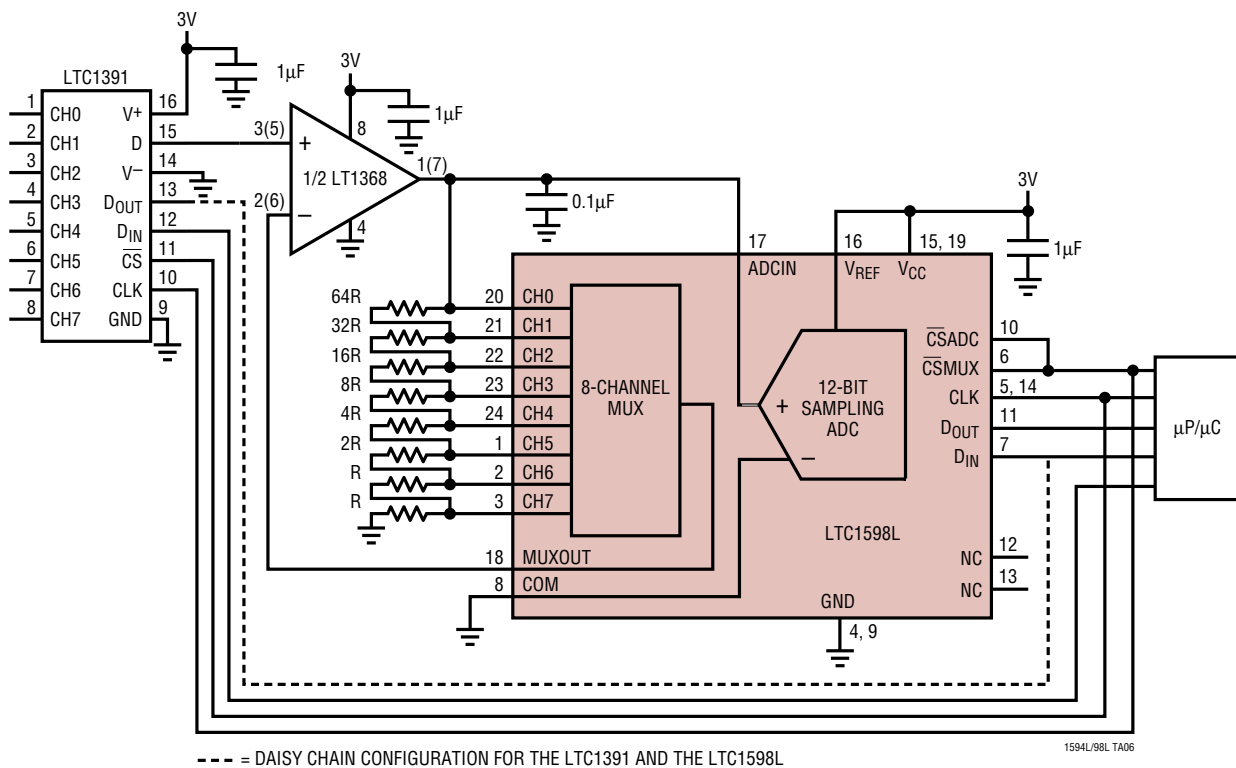 3V
1µF
LTC1391
1 CH0 V+ 16
2 CH1 D 15
3 CH2 V– 14
4 CH3 DOUT 13
5 CH4 DIN 12
6 CH5 CS 11
7 CH6 CLK 10
8 CH7 GND 9
3V
1µF
8
3(5)
+
1/2 LT1368
1(7)
2(6)
–
4
0.1µF
3V
1µF
17
16
15, 19
ADCIN
VREF
VCC
64R 20 CH0
32R 21 CH1
16R 22 CH2
8R 23 CH3
4R 24 CH4
2R 1 CH5
R 2 CH6
R 3 CH7
8-CHANNEL
MUX
+
12-BIT
SAMPLING
ADC
–
CSADC 10
CSMUX 6
CLK 5, 14
DOUT 11
DIN 7
µP/µC
LTC1598L
18 MUXOUT
8 COM
NC 12
NC 13
GND
4, 9
1594L/98L TA06
= DAISY CHAIN CONFIGURATION FOR THE LTC1391 AND THE LTC1598L